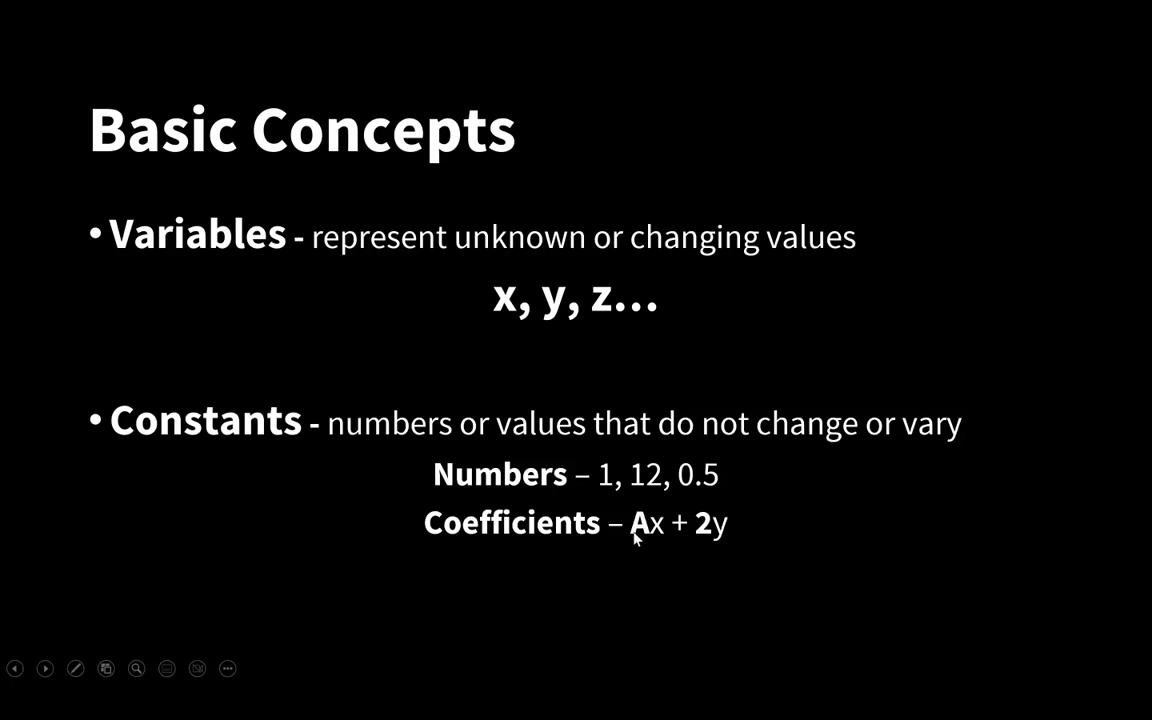 Basic Concepts
• Variables - represent unknown or changing values
x, y, z...
• Constants - numbers or values that do not change or vary
Numbers – 1, 12, 0.5
Coefficients – Ax + 2y